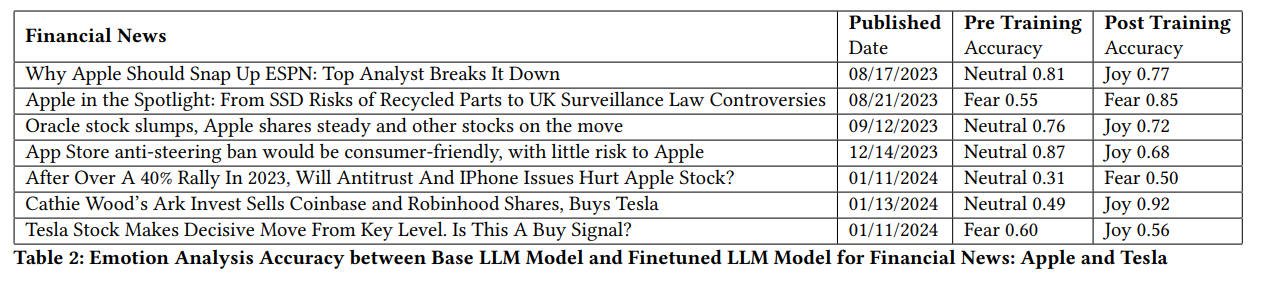 Financial News Published Pre Training Post Training
Date Accuracy Accuracy
Why Apple Should Snap Up ESPN: Top Analyst Breaks It Down 08/17/2023 Neutral 0.81 Joy 0.77
Apple in the Spotlight: From SSD Risks of Recycled Parts to UK Surveillance Law Controversies 08/21/2023 Fear 0.55 Fear 0.85
Oracle stock slumps, Apple shares steady and other stocks on the move 09/12/2023 Neutral 0.76 Joy 0.72
App Store anti-steering ban would be consumer-friendly, with little risk to Apple 12/14/2023 Neutral 0.87 Joy 0.68
After Over A 40% Rally In 2023, Will Antitrust And IPhone Issues Hurt Apple Stock? 01/11/2024 Neutral 0.31 Fear 0.50
Cathie Wood's Ark Invest Sells Coinbase and Robinhood Shares, Buys Tesla 01/13/2024 Neutral 0.49 Joy 0.92
Tesla Stock Makes Decisive Move From Key Level. Is This A Buy Signal? 01/11/2024 Fear 0.60 Joy 0.56
Table 2: Emotion Analysis Accuracy between Base LLM Model and Finetuned LLM Model for Financial News: Apple and Tesla